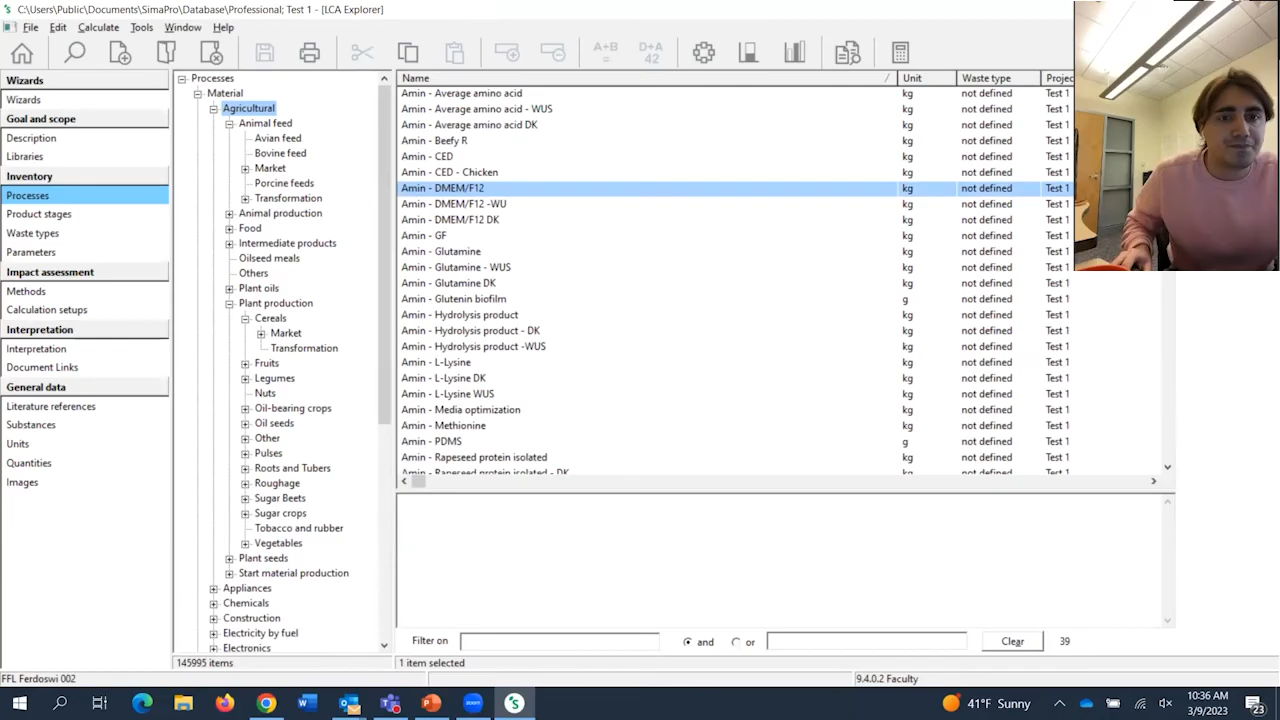 C:\Users\Public\Documents\SimaPro\Database\Professional; Test 1 - [LCA Explorer]
File Edit Calculate Tools Window Help
A+B
=
D+A
42
Wizards
Wizards
Goal and scope
Description
Libraries
Inventory
Processes
Product stages
Waste types
Parameters
Impact assessment
Methods
Calculation setups
Interpretation
Interpretation
Document Links
General data
Literature references
Substances
Units
Quantities
Images
Processes
Material
Agricultural
Animal feed
Avian feed
Bovine feed
Market
Porcine feeds
Transformation
Animal production
Food
Intermediate products
Oilseed meals
Others
Plant oils
Plant production
Cereals
Market
Transformation
Fruits
Legumes
Nuts
Oil-bearing crops
Oil seeds
Other
Pulses
Roots and Tubers
Roughage
Sugar Beets
Sugar crops
Tobacco and rubber
Vegetables
Plant seeds
Start material production
Appliances
Chemicals
Construction
Electricity by fuel
Electronics
145995 items
Name / Unit Waste type Projec
Amin - Average amino acid kg not defined Test 1
Amin - Average amino acid - WUS kg not defined Test 1
Amin - Average amino acid DK kg not defined Test 1
Amin - Beefy R kg not defined Test 1
Amin - CED kg not defined Test 1
Amin - CED - Chicken kg not defined Test 1
Amin - DMEM/F12 kg not defined Test 1
Amin - DMEM/F12 -WU kg not defined Test 1
Amin - DMEM/F12 DK kg not defined Test 1
Amin - GF kg not defined Test 1
Amin - Glutamine kg not defined Test 1
Amin - Glutamine - WUS kg not defined Test 1
Amin - Glutamine DK kg not defined Test 1
Amin - Glutenin biofilm g not defined Test 1
Amin - Hydrolysis product kg not defined Test 1
Amin - Hydrolysis product - DK kg not defined Test 1
Amin - Hydrolysis product -WUS kg not defined Test 1
Amin - L-Lysine kg not defined Test 1
Amin - L-Lysine DK kg not defined Test 1
Amin - L-Lysine WUS kg not defined Test 1
Amin - Media optimization kg not defined Test 1
Amin - Methionine kg not defined Test 1
Amin - PDMS g not defined Test 1
Amin - Rapeseed protein isolated kg not defined Test 1
Amin - Rapeseed protein isolated - DK kg not defined Test 1
Filter on and or Clear 39
1 item selected
FFL Ferdoswi 002 9.4.0.2 Faculty
zoom
41°F Sunny
10:36 AM
3/9/2023
23